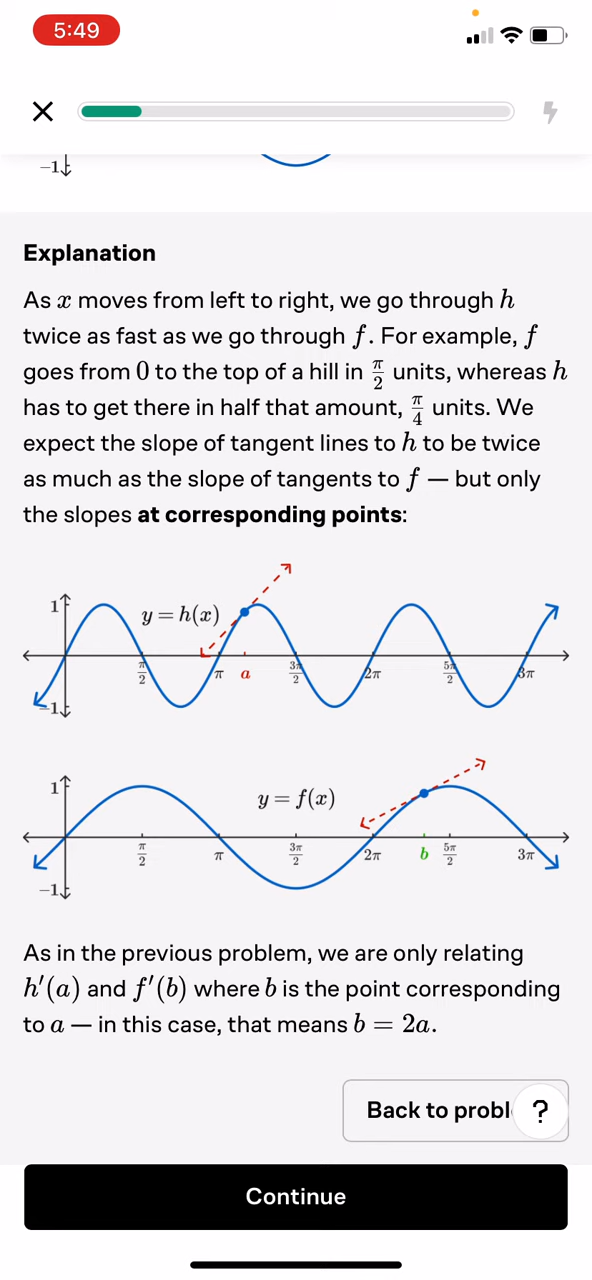 5:49
−1
Explanation
As x moves from left to right, we go through h
twice as fast as we go through f. For example, f
goes from 0 to the top of a hill in π/2 units, whereas h
has to get there in half that amount, π/4 units. We
expect the slope of tangent lines to h to be twice
as much as the slope of tangents to f — but only
the slopes at corresponding points:
1
y = h(x)
π/2 π a 3π/2 2π 5π/2 3π
−1
1
y = f(x)
π/2 π 3π/2 2π b 5π/2 3π
−1
As in the previous problem, we are only relating
h′(a) and f′(b) where b is the point corresponding
to a — in this case, that means b = 2a.
Back to probl ?
Continue